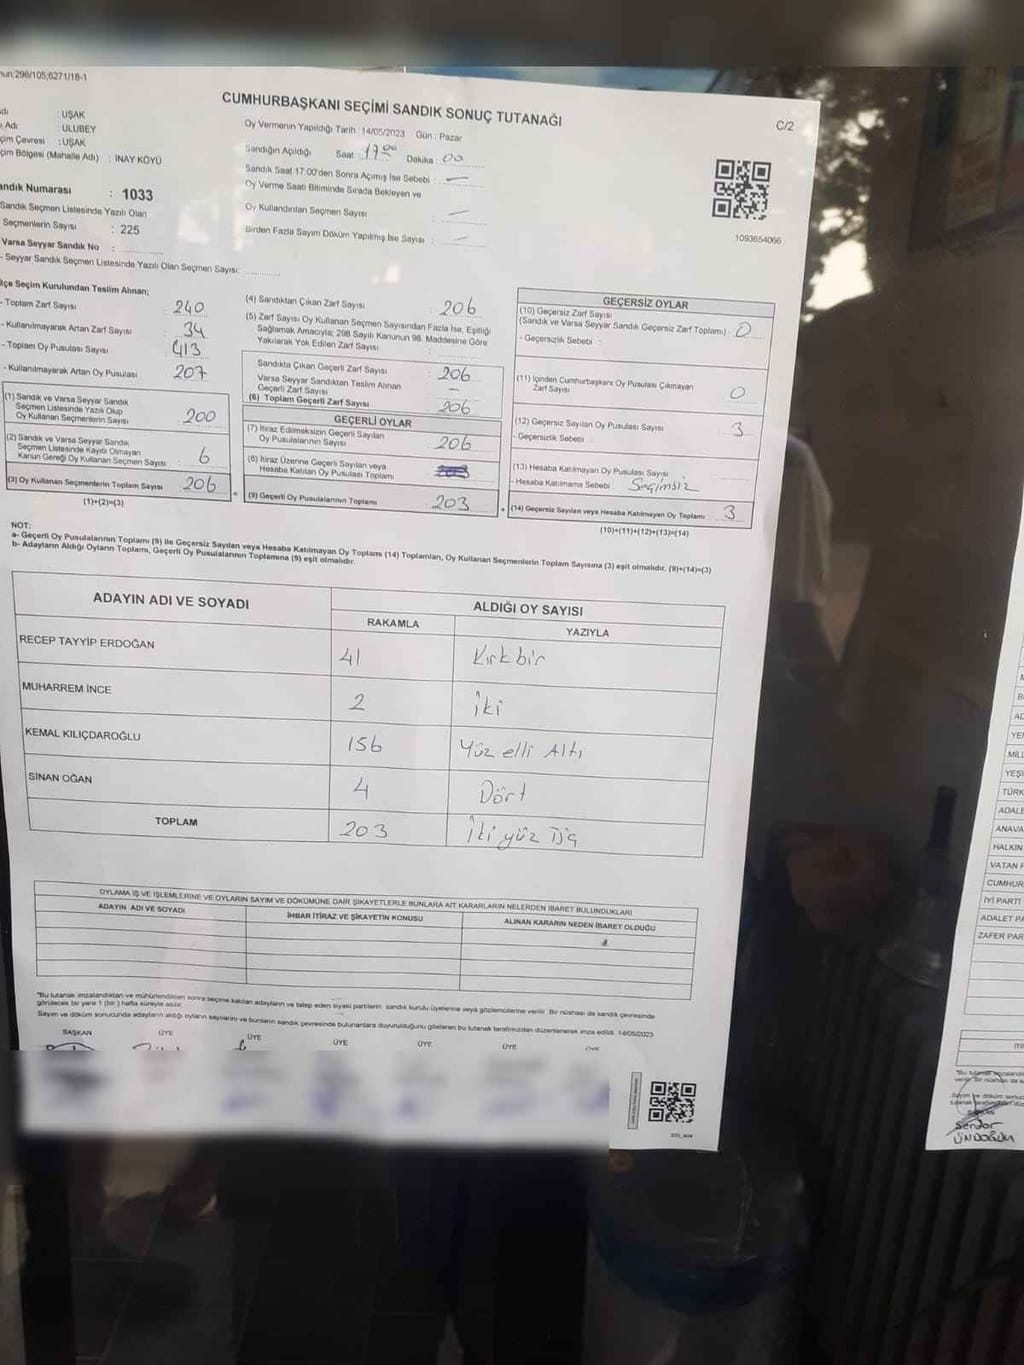 nun;298/105;6271/18-1
CUMHURBAŞKANI SEÇİMİ SANDIK SONUÇ TUTANAĞI
C/2
: UŞAK
Adı : ULUBEY
çim Çevresi : UŞAK
çim Bölgesi (Mahalle Adı) : İNAY KÖYÜ
andık Numarası : 1033
Sandık Seçmen Listesinde Yazılı Olan
Seçmenlerin Sayısı : 225
Varsa Seyyar Sandık No :
- Seyyar Sandık Seçmen Listesinde Yazılı Olan Seçmen Sayısı:
Oy Vermenin Yapıldığı Tarih : 14/05/2023 Gün : Pazar
Sandığın Açıldığı Saat 17:00 Dakika : 00
Sandık Saat 17:00'den Sonra Açımış İse Sebebi : —
Oy Verme Saati Bitiminde Sırada Bekleyen ve
Oy Kullandırılan Seçmen Sayısı : —
Birden Fazla Sayım Döküm Yapılmış İse Sayısı : —
1093654066
lçe Seçim Kurulundan Teslim Alınan;
- Toplam Zarf Sayısı : 240
- Kullanılmayarak Artan Zarf Sayısı : 34
- Toplam Oy Pusulası Sayısı : 413
- Kullanılmayarak Artan Oy Pusulası : 207
(1) Sandık ve Varsa Seyyar Sandık
Seçmen Listesinde Yazılı Olup
Oy Kullanan Seçmenlerin Sayısı : 200
(2) Sandık ve Varsa Seyyar Sandık
Seçmen Listesinde Kayıtlı Olmayan
Kanun Gereği Oy Kullanan Seçmen Sayısı : 6
(3) Oy Kullanan Seçmenlerin Toplam Sayısı : 206
(1)+(2)=(3)
(4) Sandıktan Çıkan Zarf Sayısı : 206
(5) Zarf Sayısı Oy Kullanan Seçmen Sayısından Fazla İse, Eşitliği
Sağlamak Amacıyla; 298 Sayılı Kanunun 98. Maddesine Göre
Yakılarak Yok Edilen Zarf Sayısı :
Sandıkta Çıkan Geçerli Zarf Sayısı : 206
Varsa Seyyar Sandıktan Teslim Alınan
Geçerli Zarf Sayısı : —
(6) Toplam Geçerli Zarf Sayısı : 206
GEÇERLİ OYLAR
(7) İtiraz Edilmeksizin Geçerli Sayılan
Oy Pusulalarının Sayısı : 206
(8) İtiraz Üzerine Geçerli Sayılan veya
Hesaba Katılan Oy Pusulası Toplamı :
= (9) Geçerli Oy Pusulalarının Toplamı : 203
GEÇERSİZ OYLAR
(10) Geçersiz Zarf Sayısı
(Sandık ve Varsa Seyyar Sandık Geçersiz Zarf Toplamı) : 0
- Geçersizlik Sebebi :
(11) İçinden Cumhurbaşkanı Oy Pusulası Çıkmayan
Zarf Sayısı : 0
(12) Geçersiz Sayılan Oy Pusulası Sayısı : 3
- Geçersizlik Sebebi :
(13) Hesaba Katılmayan Oy Pusulası Sayısı
- Hesaba Katılmama Sebebi : Seçimsiz
+ (14) Geçersiz Sayılan veya Hesaba Katılmayan Oy Toplamı 3
(10)+(11)+(12)+(13)=(14)
NOT:
a- Geçerli Oy Pusulalarının Toplamı (9) ile Geçersiz Sayılan veya Hesaba Katılmayan Oy Toplamı (14) Toplamları, Oy Kullanan Seçmenlerin Toplam Sayısına (3) eşit olmalıdır. (9)+(14)=(3)
b- Adayların Aldığı Oyların Toplamı, Geçerli Oy Pusulalarının Toplamına (9) eşit olmalıdır.
ADAYIN ADI VE SOYADI ALDIĞI OY SAYISI
RAKAMLA YAZIYLA
RECEP TAYYİP ERDOĞAN 41 Kırkbir
MUHARREM İNCE 2 İki
KEMAL KILIÇDAROĞLU 156 Yüz elli Altı
SİNAN OĞAN 4 Dört
TOPLAM 203 İki yüz Üç
OYLAMA İŞ VE İŞLEMLERİNE VE OYLARIN SAYIM VE DÖKÜMÜNE DAİR ŞİKAYETLERLE BUNLARA AİT KARARLARIN NELERDEN İBARET BULUNDUKLARI
ADAYIN ADI VE SOYADI İHBAR İTİRAZ VE ŞİKAYETİN KONUSU ALINAN KARARIN NEDEN İBARET OLDUĞU
*Bu tutanak imzalandıktan ve mühürlendikten sonra seçime katılan adayların ve talep eden siyasi partilerin sandık kurulu üyelerine veya gözlemcilerine verilir. Bir nüshası da sandık çevresinde
görülecek bir yere 1 (bir ) hafta süreyle asılır.
Sayım ve döküm sonucunda adayların aldığı oyların sayılarını ve bunların sandık çevresinde bulunanlara duyurulduğunu gösteren bu tutanak tarafımızdan düzenlenerek imza edildi. 14/05/2023
BAŞKAN ÜYE ÜYE ÜYE ÜYE ÜYE
YE
MİLL
YEŞİ
TÜRK
ADALE
ANAVA
HALKIN
VATAN P
CUMHUR
İYİ PARTİ
ADALET PA
ZAFER PAR
Serdar
ÜNDOĞDU